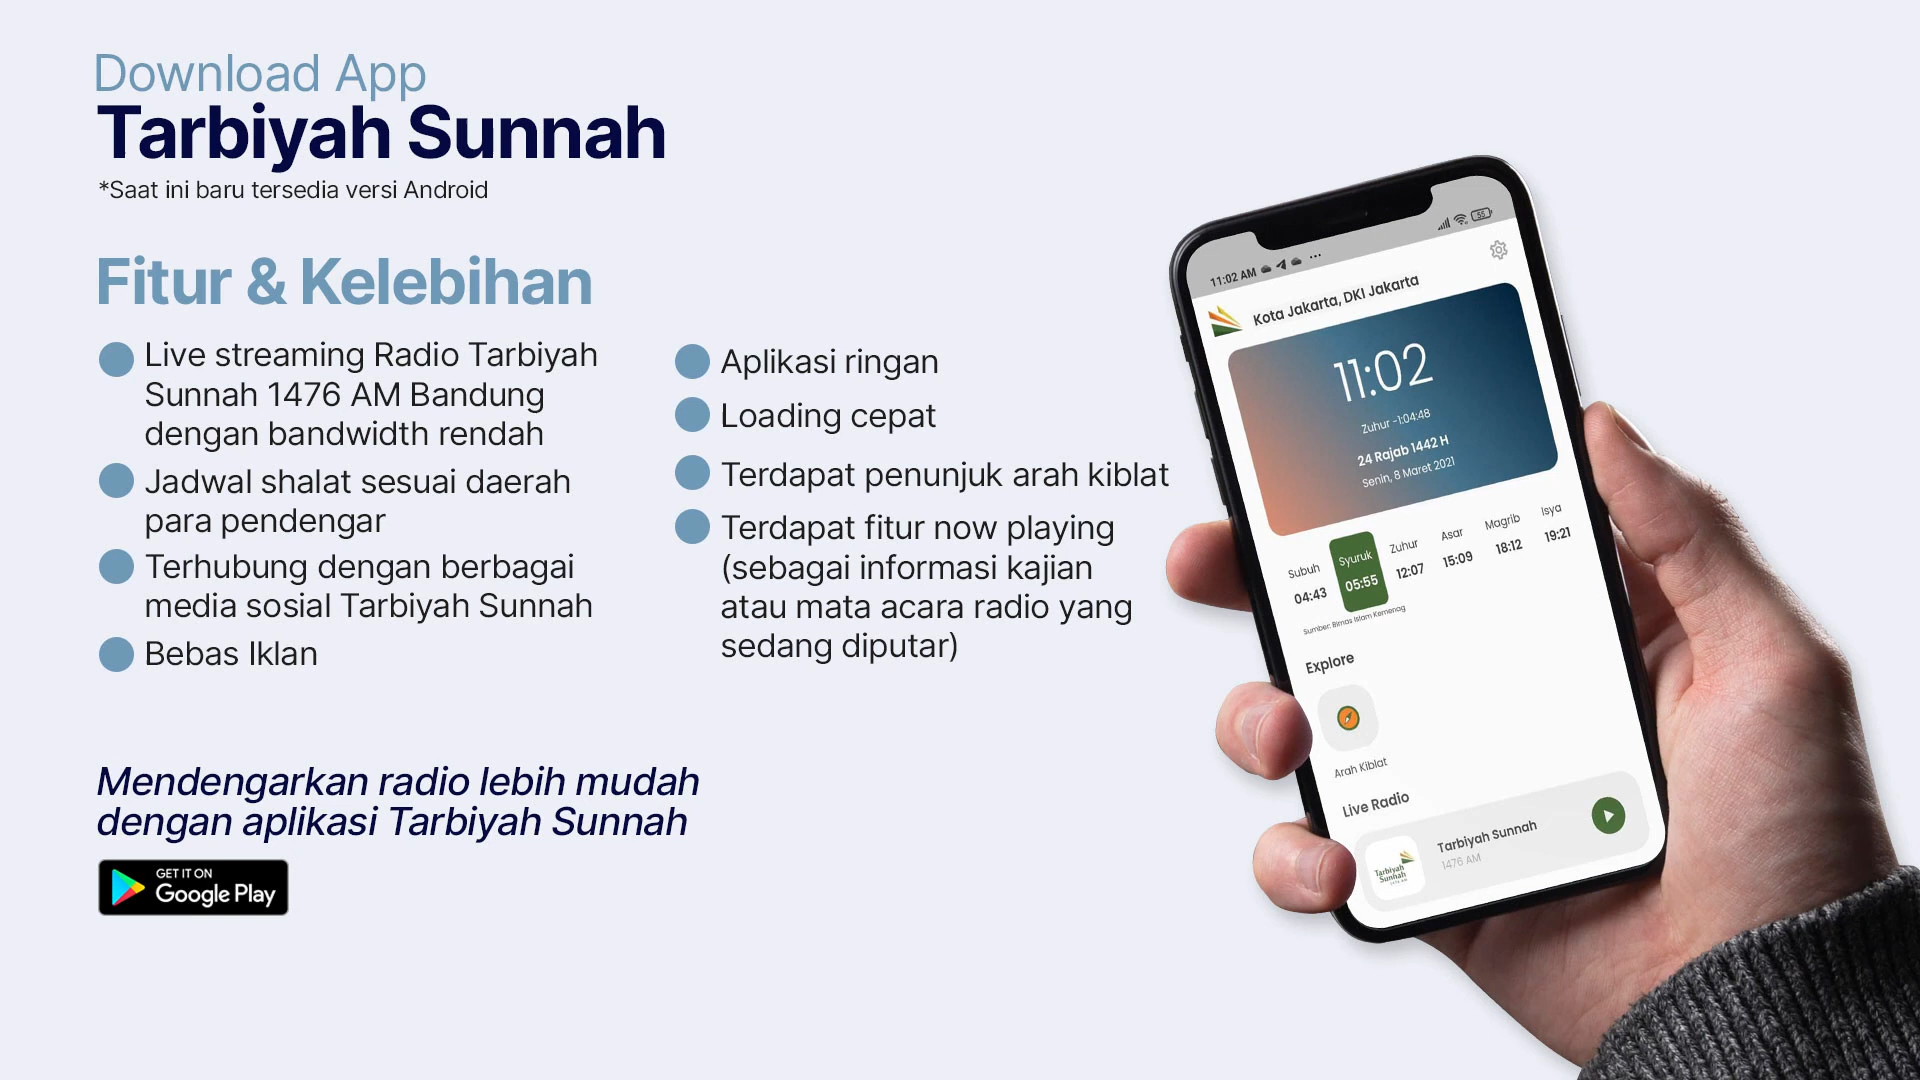 Download App
Tarbiyah Sunnah
*Saat ini baru tersedia versi Android
Fitur & Kelebihan
Live streaming Radio Tarbiyah
Sunnah 1476 AM Bandung
dengan bandwidth rendah
Jadwal shalat sesuai daerah
para pendengar
Terhubung dengan berbagai
media sosial Tarbiyah Sunnah
Bebas Iklan
Aplikasi ringan
Loading cepat
Terdapat penunjuk arah kiblat
Terdapat fitur now playing
(sebagai informasi kajian
atau mata acara radio yang
sedang diputar)
Mendengarkan radio lebih mudah
dengan aplikasi Tarbiyah Sunnah
GET IT ON
Google Play
11:02 AM ...
55
Kota Jakarta, DKI Jakarta
11:02
Zuhur -1:04:48
24 Rajab 1442 H
Senin, 8 Maret 2021
Subuh Syuruk Zuhur Asar Magrib Isya
04:43 05:55 12:07 15:09 18:12 19:21
Sumber: Bimas Islam Kemenag
Explore
Arah Kiblat
Live Radio
Tarbiyah Sunnah
1476 AM
Tarbiyah
Sunnah
1476 AM